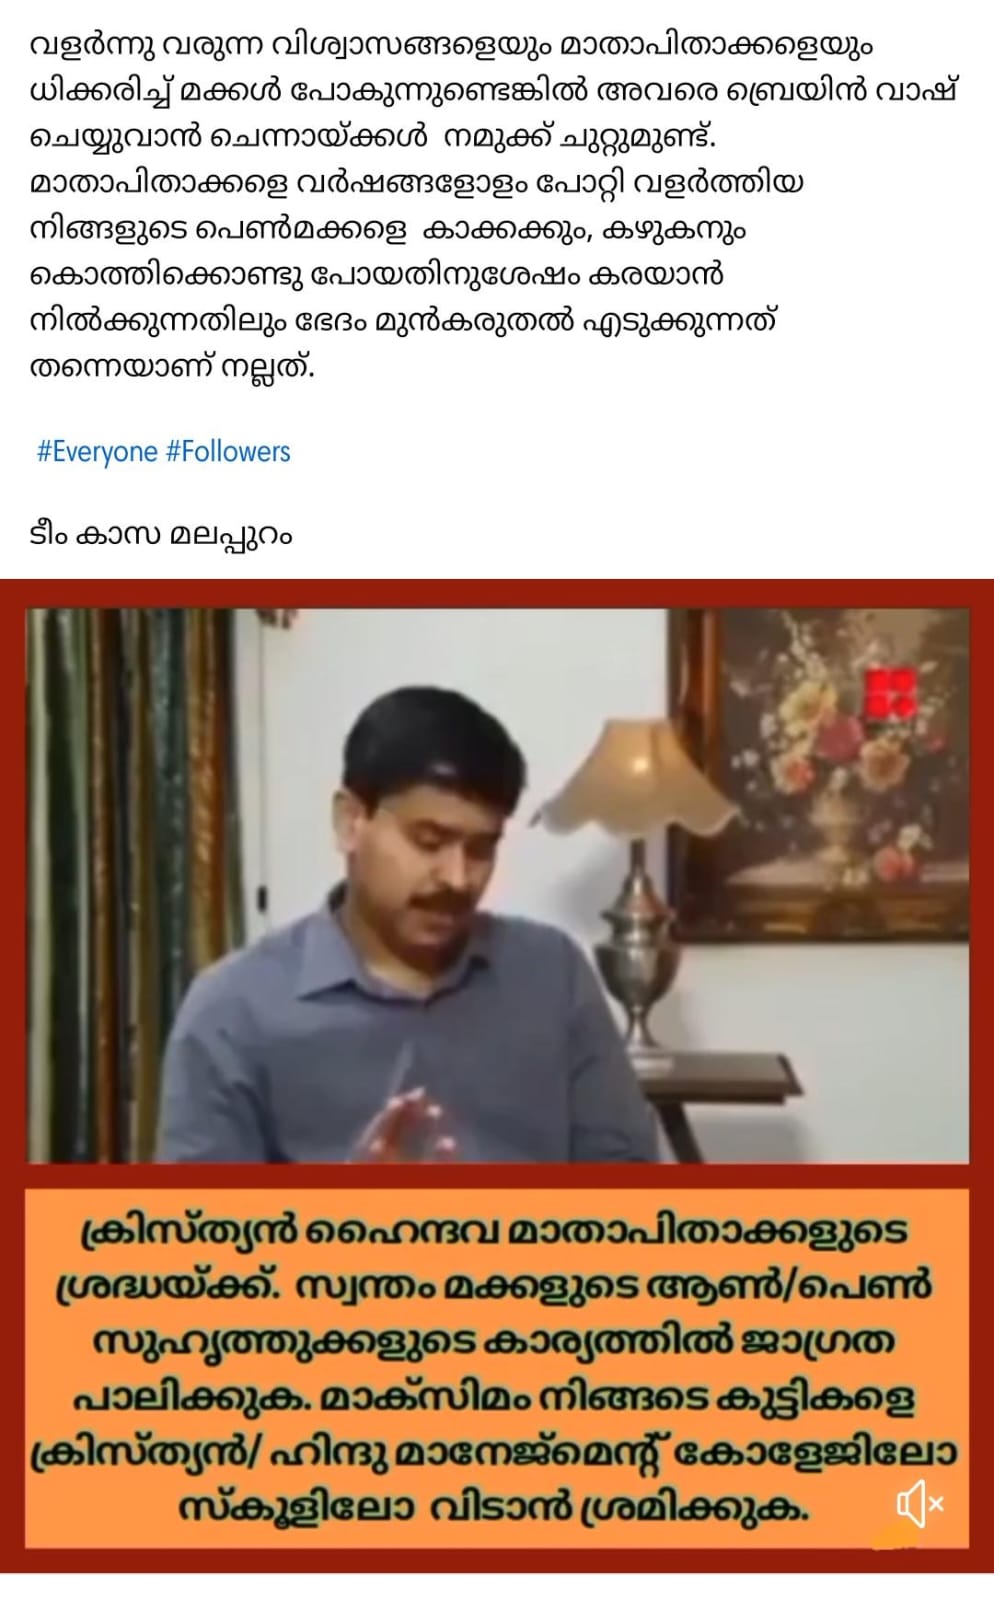 വളർന്നു വരുന്ന വിശ്വാസങ്ങളെയും മാതാപിതാക്കളെയും
ധിക്കരിച്ച് മക്കൾ പോകുന്നുണ്ടെങ്കിൽ അവരെ ബ്രെയിൻ വാഷ്
ചെയ്യുവാൻ ചെന്നായ്ക്കൾ നമുക്ക് ചുറ്റുമുണ്ട്.
മാതാപിതാക്കളെ വർഷങ്ങളോളം പോറ്റി വളർത്തിയ
നിങ്ങളുടെ പെൺമക്കളെ കാക്കക്കും, കഴുകനും
കൊത്തിക്കൊണ്ടു പോയതിനുശേഷം കരയാൻ
നിൽക്കുന്നതിലും ഭേദം മുൻകരുതൽ എടുക്കുന്നത്
തന്നെയാണ് നല്ലത്.
#Everyone #Followers
ടീം കാസ മലപ്പുറം
ക്രിസ്ത്യൻ ഹൈന്ദവ മാതാപിതാക്കളുടെ
ശ്രദ്ധയ്ക്ക്. സ്വന്തം മക്കളുടെ ആൺ/പെൺ
സുഹൃത്തുക്കളുടെ കാര്യത്തിൽ ജാഗ്രത
പാലിക്കുക. മാക്സിമം നിങ്ങടെ കുട്ടികളെ
ക്രിസ്ത്യൻ/ ഹിന്ദു മാനേജ്മെന്റ് കോളേജിലോ
സ്കൂളിലോ വിടാൻ ശ്രമിക്കുക.